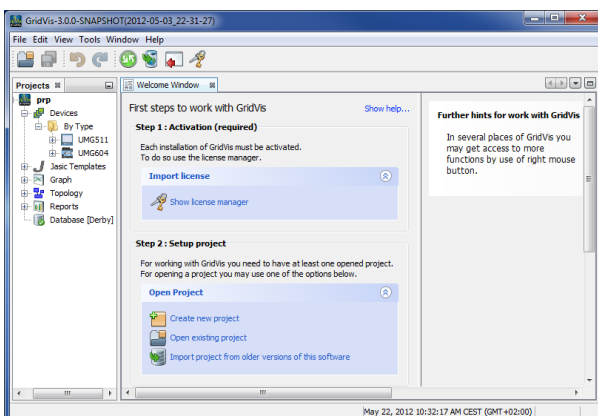 GridVis-3.0.0-SNAPSHOT(2012-05-03_22-31-27)
File Edit View Tools Window Help
Projects
Welcome Window
prp
Devices
By Type
UMG511
UMG604
Jasic Templates
Graph
Topology
Reports
Database [Derby]
First steps to work with GridVis
Show help...
Step 1 : Activation (required)
Each installation of GridVis must be activated.
To do so use the license manager.
Import license
Show license manager
Step 2 : Setup project
For working with GridVis you need to have at least one opened project.
For opening a project you may use one of the options below.
Open Project
Create new project
Open existing project
Import project from older versions of this software
Further hints for work with GridVis
In several places of GridVis you
may get access to more
functions by use of right mouse
button.
May 22, 2012 10:32:17 AM CEST (GMT+02:00)